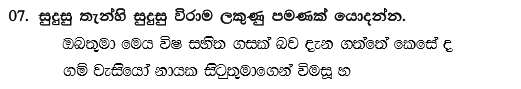 07. සුදුසු තැන්හි සුදුසු විරාම ලකුණු පමණක් යොදන්න.
ඔබතුමා මෙය විෂ සහිත ගසක් බව දැන ගත්තේ කෙසේ ද
ගම් වැසියෝ නායක සිටුතුමාගෙන් විමසූ හ